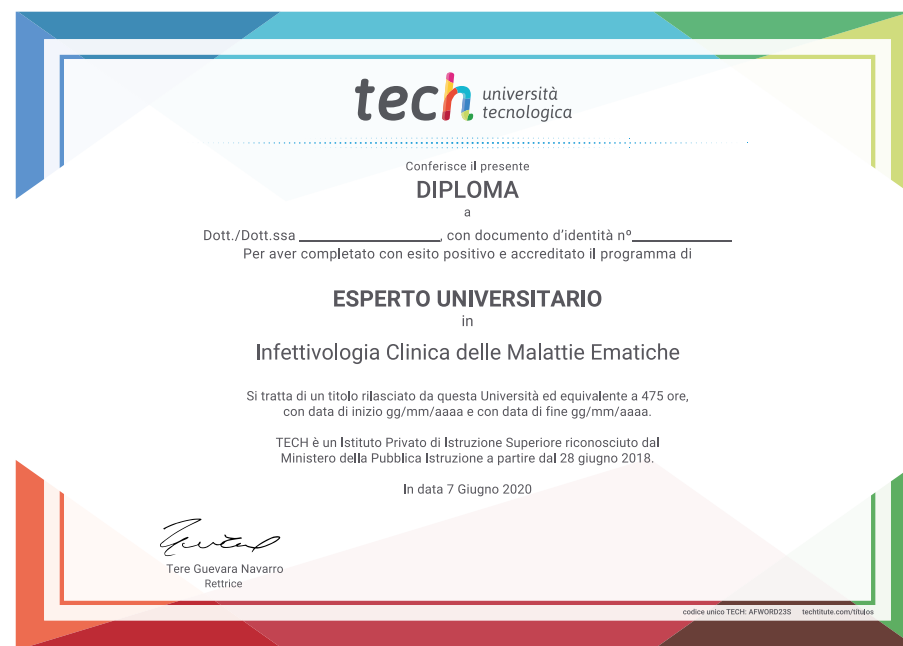 tech università
tecnologica
Conferisce il presente
DIPLOMA
a
Dott./Dott.ssa ____________________, con documento d'identità nº______________
Per aver completato con esito positivo e accreditato il programma di
ESPERTO UNIVERSITARIO
in
Infettivologia Clinica delle Malattie Ematiche
Si tratta di un titolo rilasciato da questa Università ed equivalente a 475 ore,
con data di inizio gg/mm/aaaa e con data di fine gg/mm/aaaa.
TECH è un Istituto Privato di Istruzione Superiore riconosciuto dal
Ministero della Pubblica Istruzione a partire dal 28 giugno 2018.
In data 7 Giugno 2020
Tere Guevara Navarro
Rettrice
codice unico TECH: AFWORD23S techtitute.com/títulos